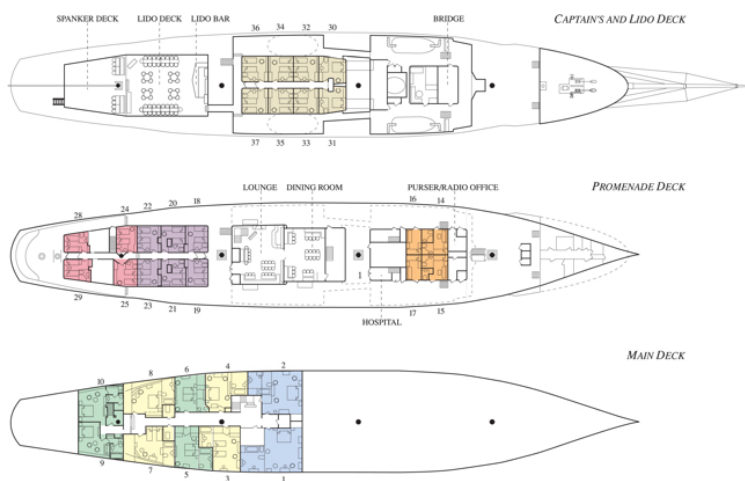 SPANKER DECK LIDO DECK LIDO BAR 36 34 32 30 BRIDGE CAPTAIN'S AND LIDO DECK
37 35 33 31
LOUNGE DINING ROOM PURSER/RADIO OFFICE PROMENADE DECK
28 24 22 20 18 16 14
29 25 23 21 19 17 15
HOSPITAL
MAIN DECK
10 8 6 4 2
9 7 5 3 1